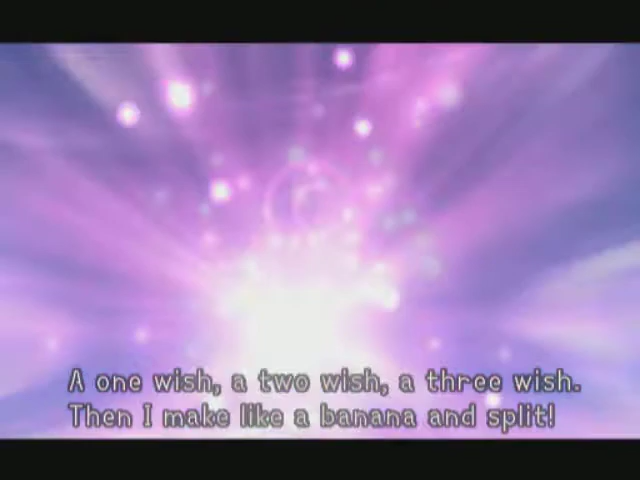 A one wish, a two wish, a three wish.
Then I make like a banana and split!